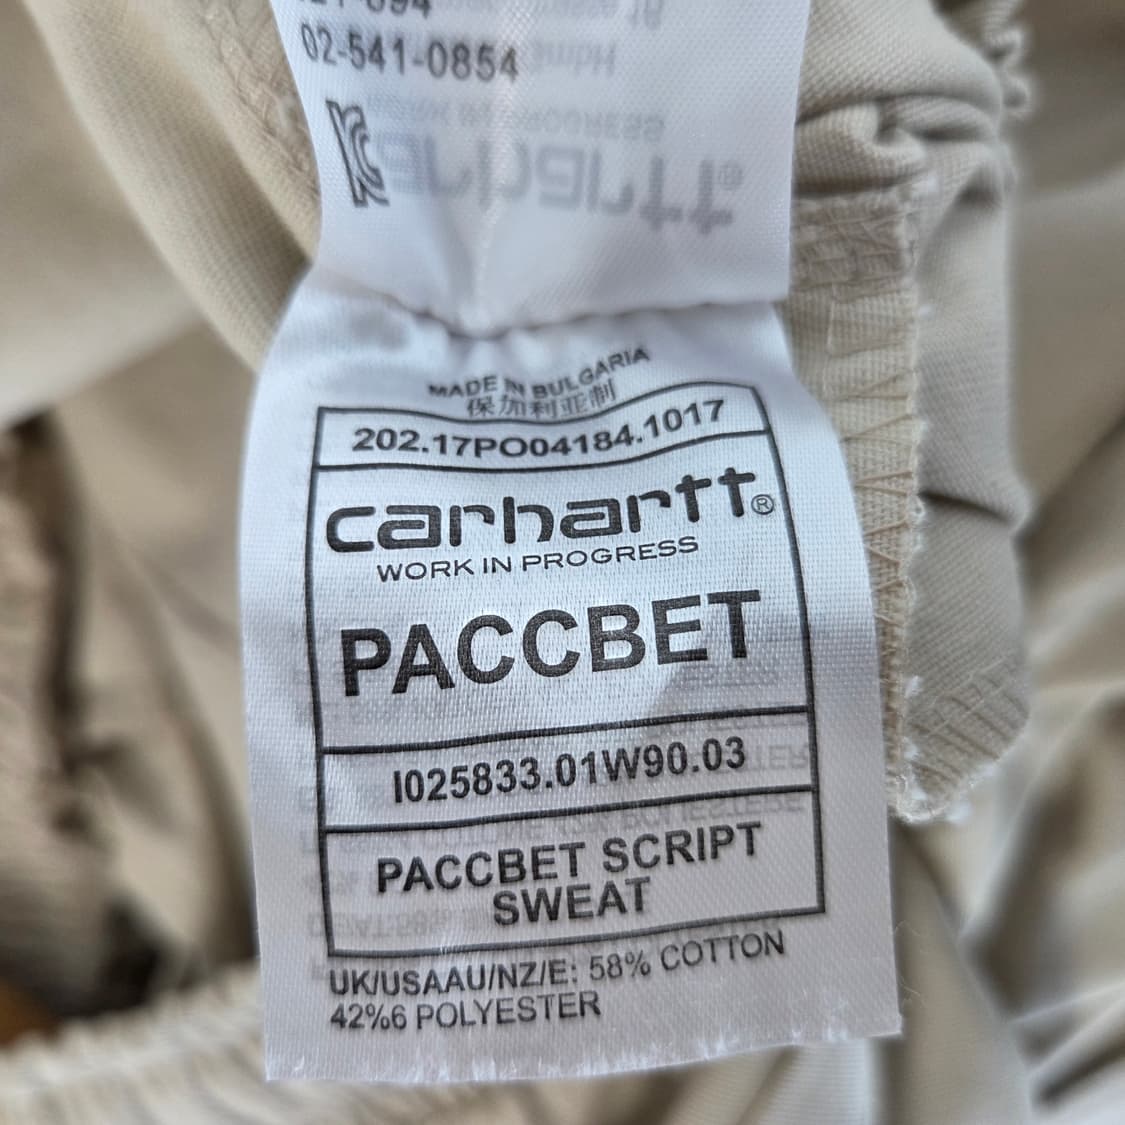 02-541-0854
MADE IN BULGARIA
保加利亚制
202.17PO04184.1017
carhartt®
WORK IN PROGRESS
PACCBET
I025833.01W90.03
PACCBET SCRIPT
SWEAT
UK/USAAU/NZ/E: 58% COTTON
42%6 POLYESTER